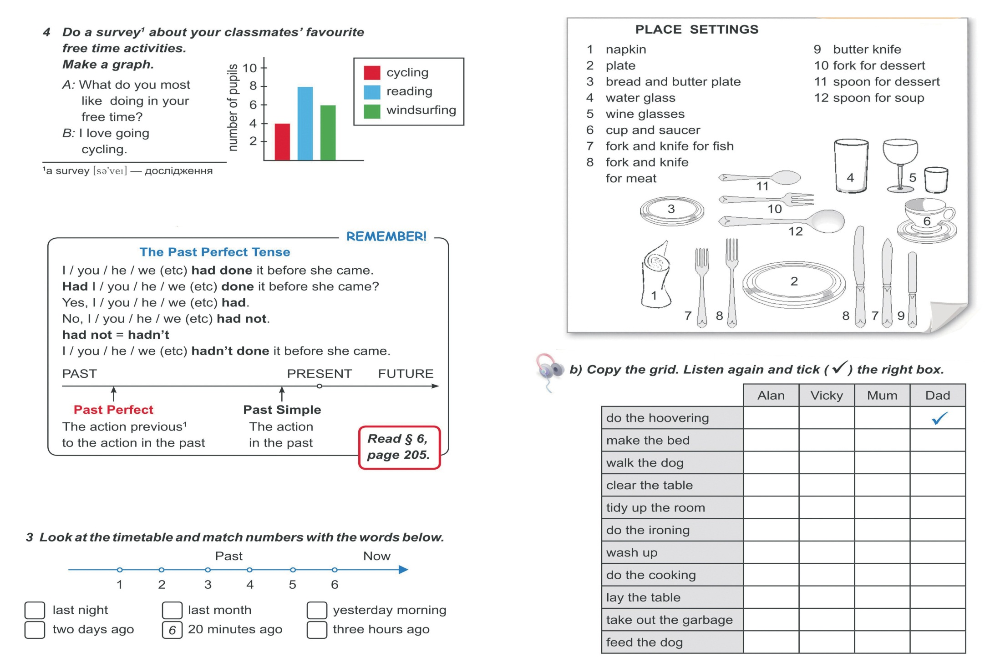 4 Do a survey¹ about your classmates’ favourite
free time activities.
Make a graph.
A: What do you most
like doing in your
free time?
B: I love going
cycling.
number of pupils
10
8
6
4
2
cycling
reading
windsurfing
¹a survey [sə'veı] — дослідження
REMEMBER!
The Past Perfect Tense
I / you / he / we (etc) had done it before she came.
Had I / you / he / we (etc) done it before she came?
Yes, I / you / he / we (etc) had.
No, I / you / he / we (etc) had not.
had not = hadn’t
I / you / he / we (etc) hadn’t done it before she came.
PAST PRESENT FUTURE
Past Perfect Past Simple
The action previous¹ The action
to the action in the past in the past
Read § 6,
page 205.
3 Look at the timetable and match numbers with the words below.
Past Now
1 2 3 4 5 6
last night last month yesterday morning
two days ago 6 20 minutes ago three hours ago
PLACE SETTINGS
1 napkin
2 plate
3 bread and butter plate
4 water glass
5 wine glasses
6 cup and saucer
7 fork and knife for fish
8 fork and knife
for meat
9 butter knife
10 fork for dessert
11 spoon for dessert
12 spoon for soup
4 5
11
3 10
6
12
2
1
7 8 8 7 9
b) Copy the grid. Listen again and tick (✓) the right box.
Alan Vicky Mum Dad
do the hoovering ✓
make the bed
walk the dog
clear the table
tidy up the room
do the ironing
wash up
do the cooking
lay the table
take out the garbage
feed the dog